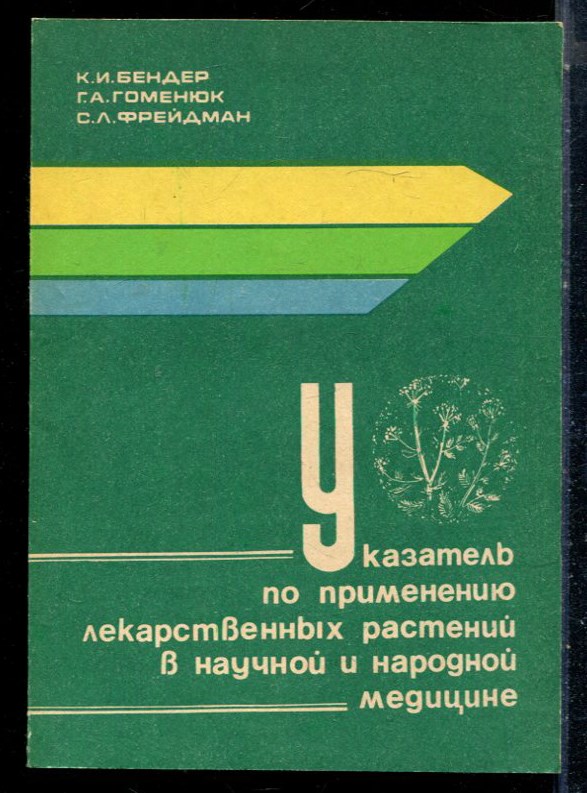 К.И.БЕНДЕР
Г.А.ГОМЕНЮК
С.Л.ФРЕЙДМАН
Указатель
по применению
лекарственных растений
в научной и народной
медицине